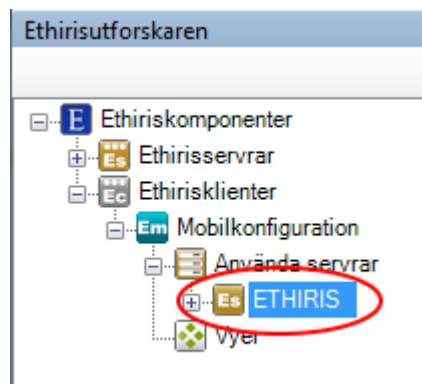 Ethirisutforskaren
E Ethiriskomponenter
Es Ethirisservrar
Ec Ethirisklienter
Em Mobilkonfiguration
Använda servrar
Es ETHIRIS
Vyer